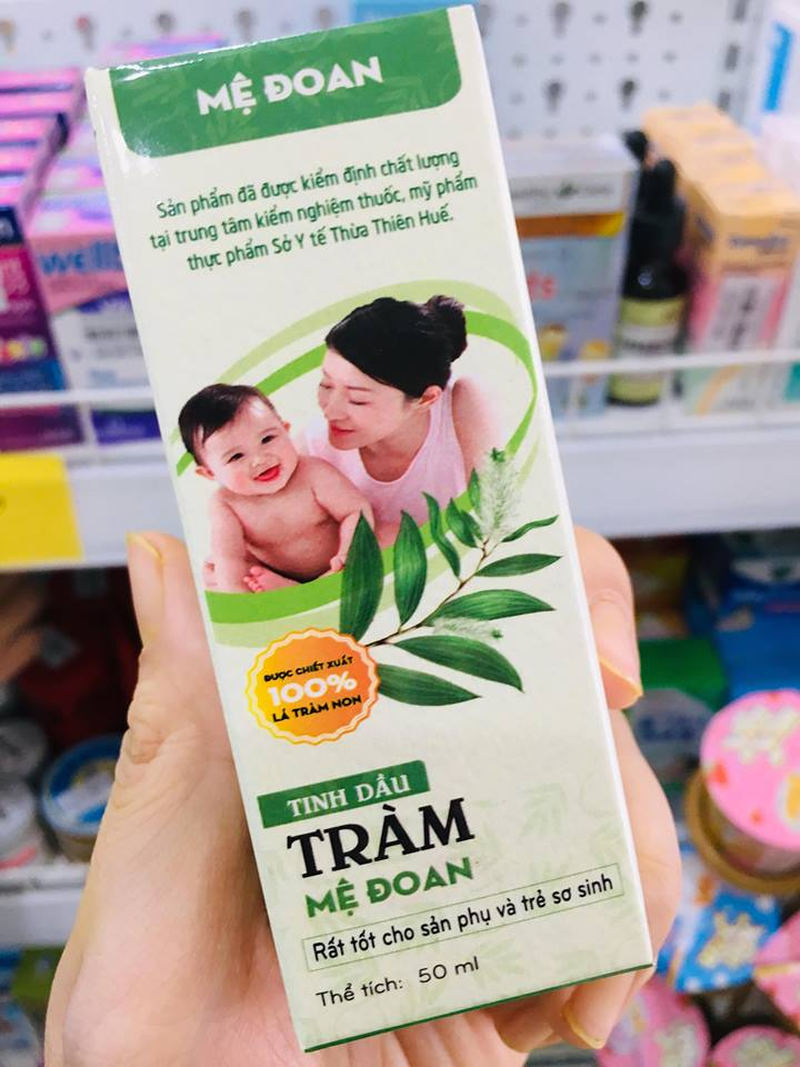 MỆ ĐOAN
Sản phẩm đã được kiểm định chất lượng
tại trung tâm kiểm nghiệm thuốc, mỹ phẩm
thực phẩm Sở Y tế Thừa Thiên Huế.
ĐƯỢC CHIẾT XUẤT
100%
LÁ TRÀM NON
TINH DẦU
TRÀM
MỆ ĐOAN
Rất tốt cho sản phụ và trẻ sơ sinh
Thể tích: 50 ml